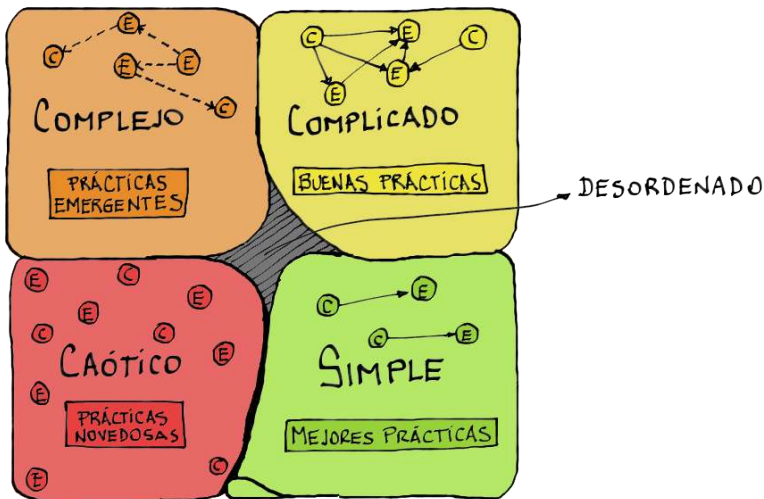 E
C
E
E
C
COMPLEJO
PRÁCTICAS
EMERGENTES
C
E
C
E
E
COMPLICADO
BUENAS PRÁCTICAS
DESORDENADO
E
C
E
E
C
C
E
E
CAÓTICO
PRÁCTICAS
NOVEDOSAS
E
C
C
E
C
E
SIMPLE
MEJORES PRÁCTICAS